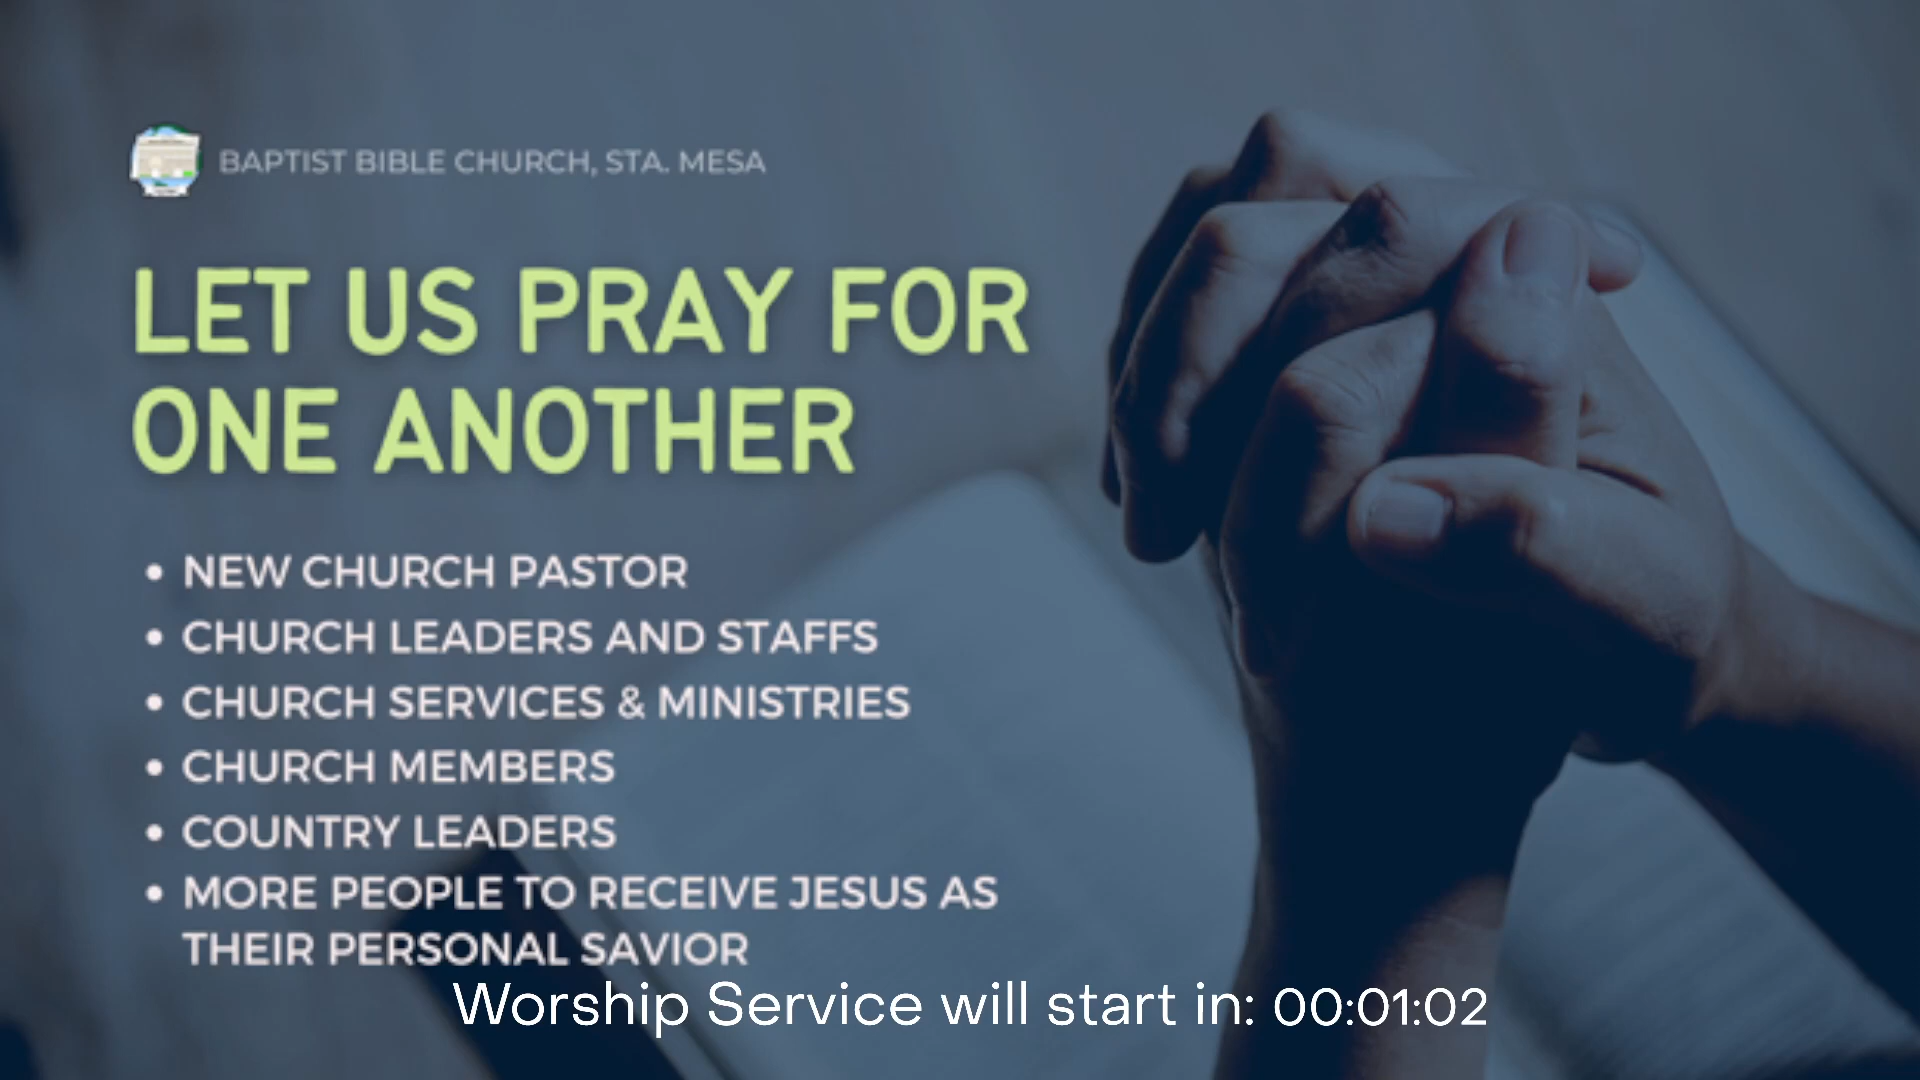 BAPTIST BIBLE CHURCH, STA. MESA
LET US PRAY FOR
ONE ANOTHER
• NEW CHURCH PASTOR
• CHURCH LEADERS AND STAFFS
• CHURCH SERVICES & MINISTRIES
• CHURCH MEMBERS
• COUNTRY LEADERS
• MORE PEOPLE TO RECEIVE JESUS AS
THEIR PERSONAL SAVIOR
Worship Service will start in: 00:01:02